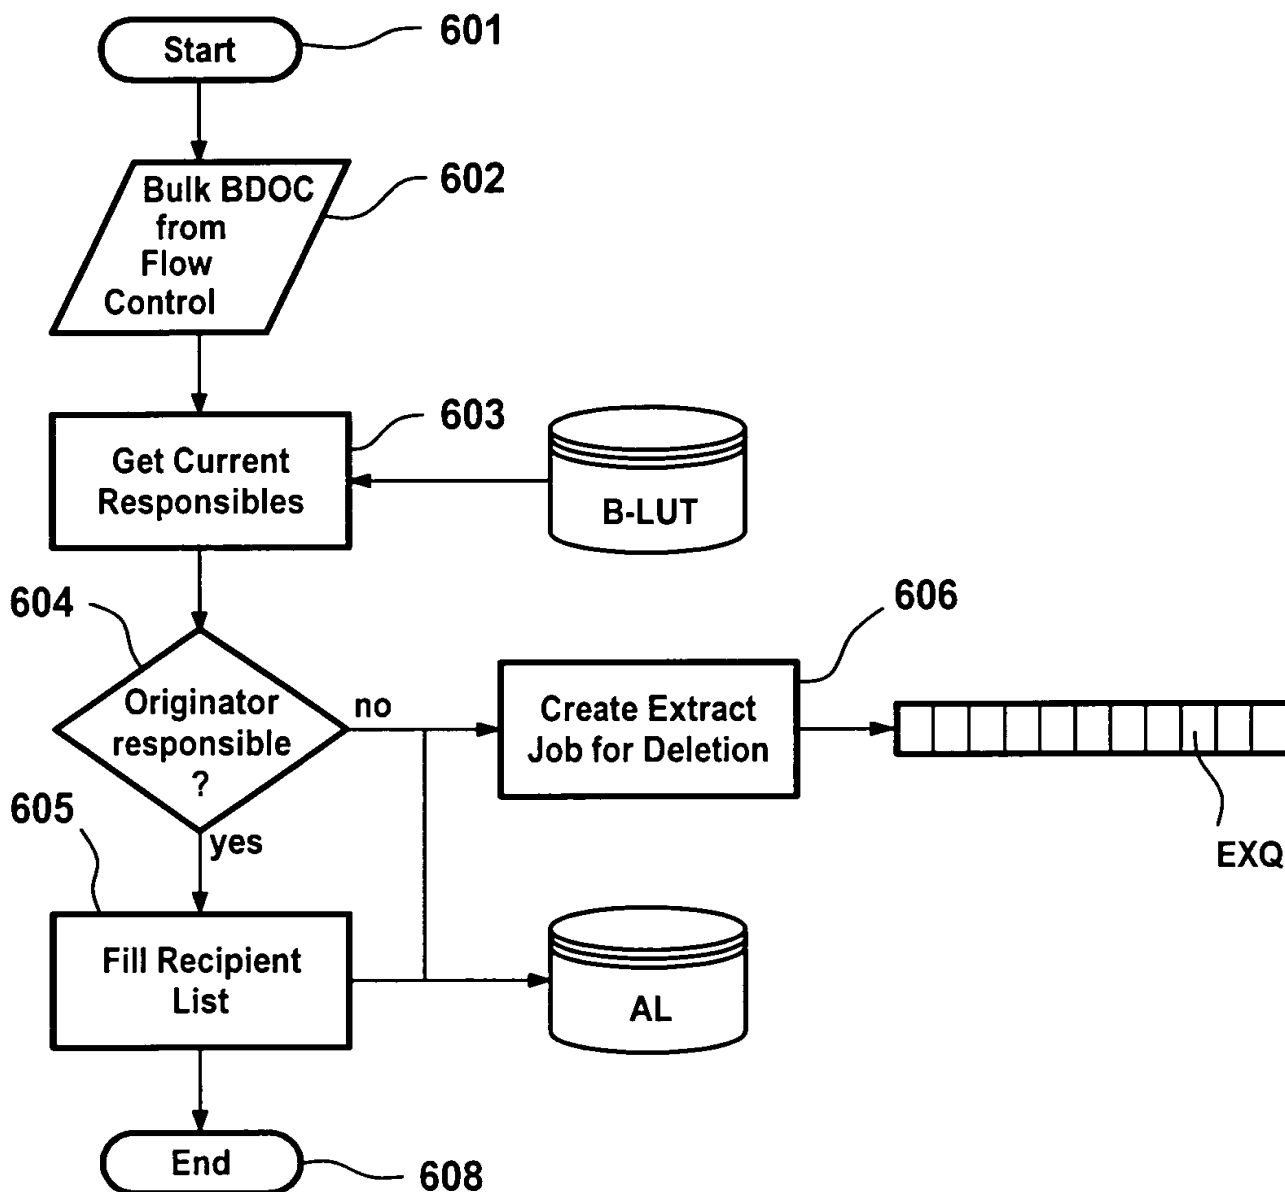 Start
601
Bulk BDOC
from
Flow
Control
602
Get Current
Responsibles
603
B-LUT
604
Originator
responsible
?
no
yes
606
Create Extract
Job for Deletion
EXQ
605
Fill Recipient
List
AL
End
608